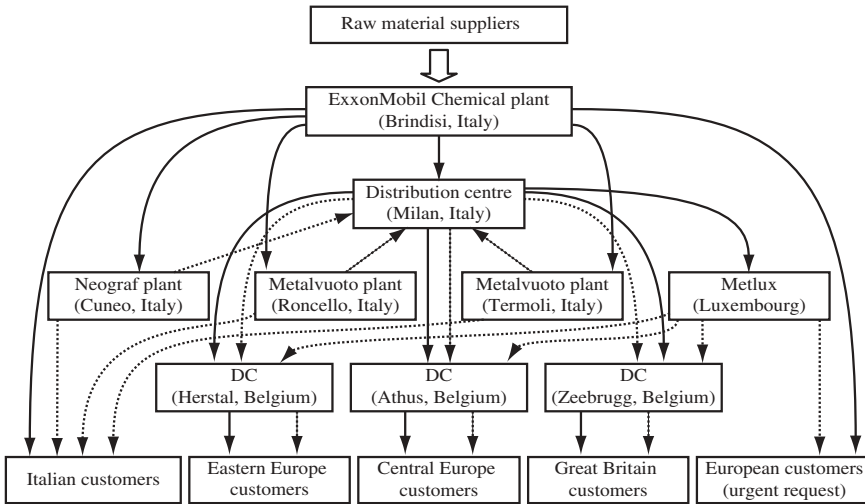 Raw material suppliers
ExxonMobil Chemical plant
(Brindisi, Italy)
Distribution centre
(Milan, Italy)
Neograf plant
(Cuneo, Italy)
Metalvuoto plant
(Roncello, Italy)
Metalvuoto plant
(Termoli, Italy)
Metlux
(Luxembourg)
DC
(Herstal, Belgium)
DC
(Athus, Belgium)
DC
(Zeebrugg, Belgium)
Italian customers
Eastern Europe
customers
Central Europe
customers
Great Britain
customers
European customers
(urgent request)